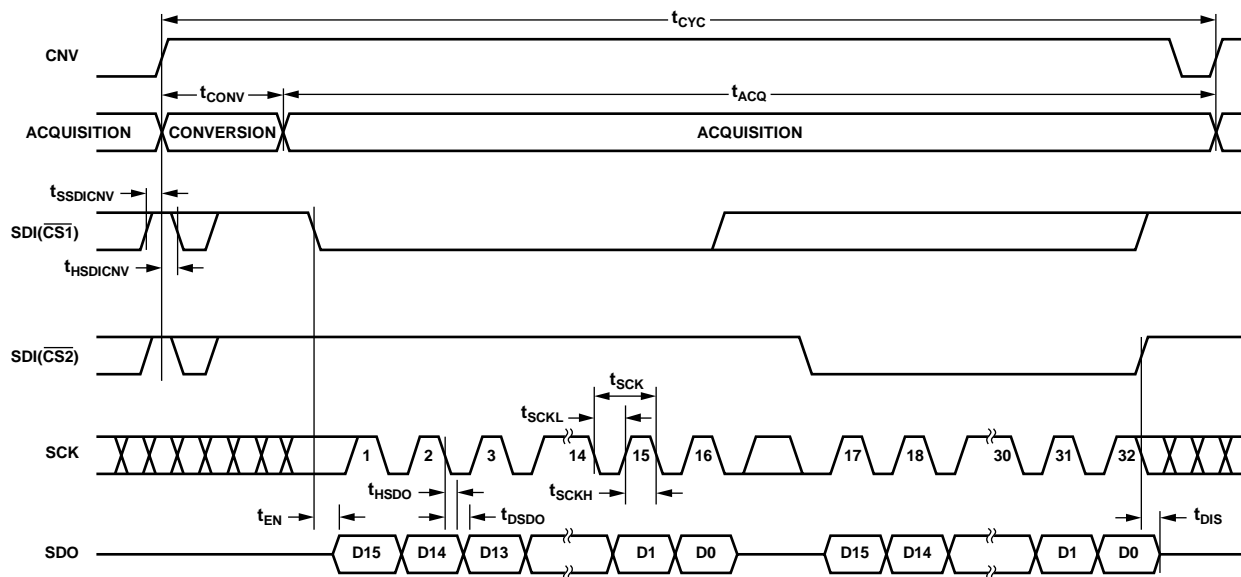 tCYC
CNV
tCONV
tACQ
ACQUISITION CONVERSION ACQUISITION
tSSDICNV
SDI(CS1)
tHSDICNV
SDI(CS2)
tSCK
tSCKL
SCK 1 2 3 14 15 16 17 18 30 31 32
tHSDO
tSCKH
tEN
tDSDO
tDIS
SDO D15 D14 D13 D1 D0 D15 D14 D1 D0